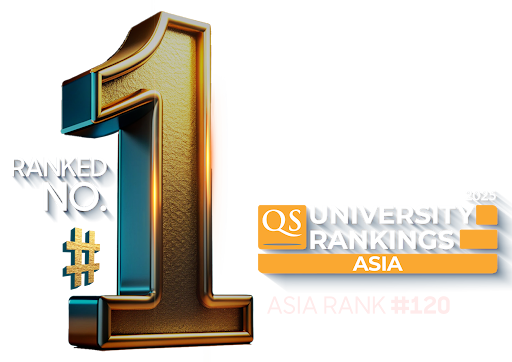 RANKED
NO.
#1
2025
QS UNIVERSITY
RANKINGS
ASIA
ASIA RANK #120